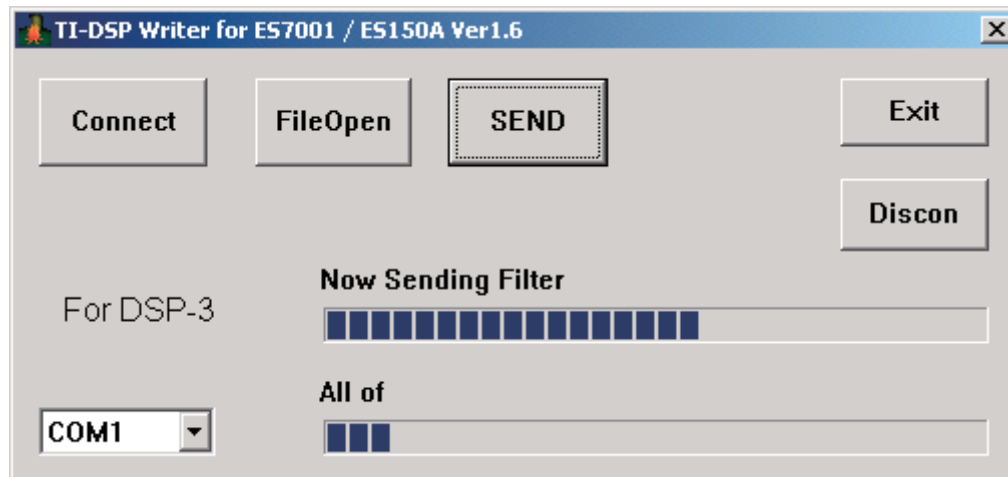 TI-DSP Writer for ES7001 / ES150A Ver1.6
Connect
FileOpen
SEND
Exit
Discon
Now Sending Filter
For DSP-3
All of
COM1